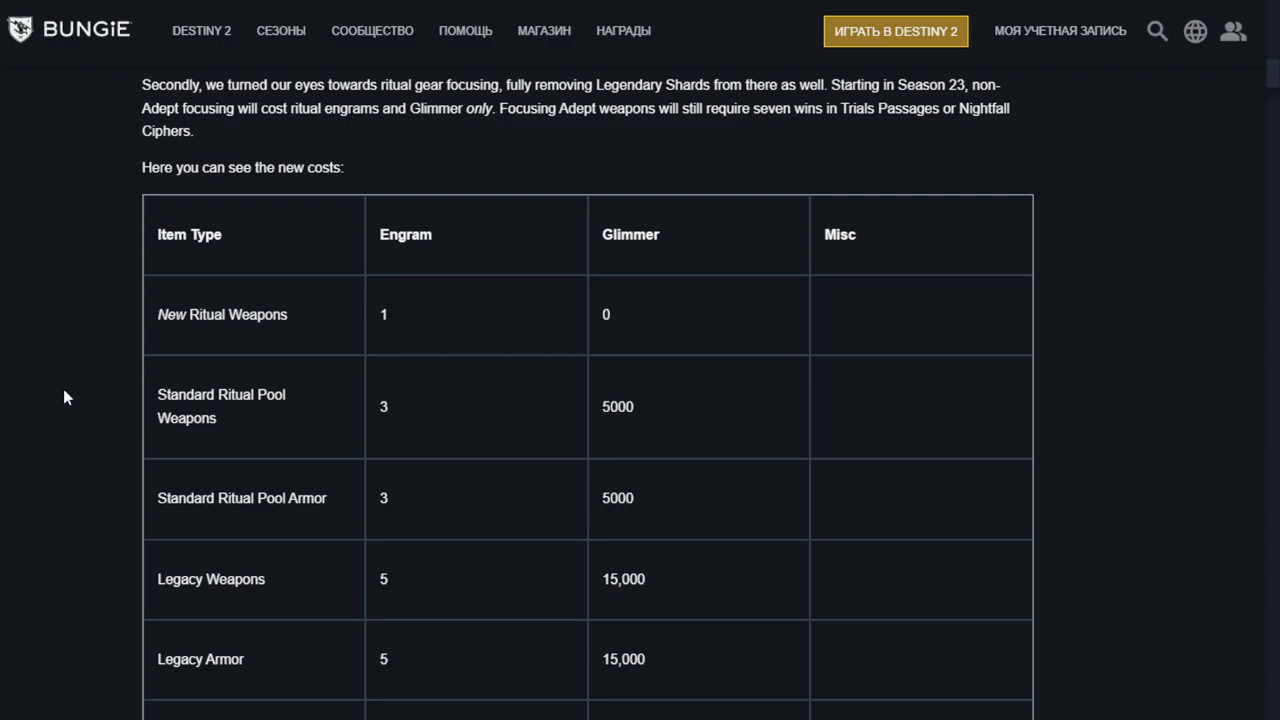 BUNGiE
DESTINY 2 СЕЗОНЫ СООБЩЕСТВО ПОМОЩЬ МАГАЗИН НАГРАДЫ ИГРАТЬ В DESTINY 2 МОЯ УЧЕТНАЯ ЗАПИСЬ
Secondly, we turned our eyes towards ritual gear focusing, fully removing Legendary Shards from there as well. Starting in Season 23, non-
Adept focusing will cost ritual engrams and Glimmer only. Focusing Adept weapons will still require seven wins in Trials Passages or Nightfall
Ciphers.
Here you can see the new costs:
Item Type Engram Glimmer Misc
New Ritual Weapons 1 0
Standard Ritual Pool
Weapons 3 5000
Standard Ritual Pool Armor 3 5000
Legacy Weapons 5 15,000
Legacy Armor 5 15,000